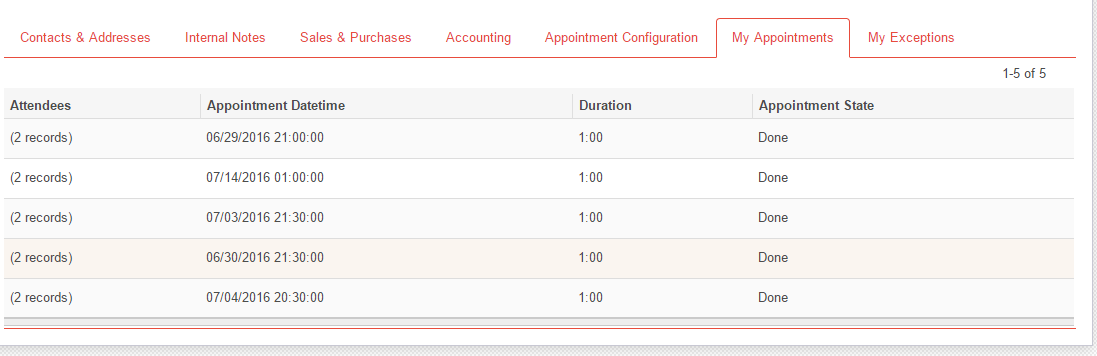 Contacts & Addresses Internal Notes Sales & Purchases Accounting Appointment Configuration My Appointments My Exceptions
1-5 of 5
Attendees Appointment Datetime Duration Appointment State
(2 records) 06/29/2016 21:00:00 1:00 Done
(2 records) 07/14/2016 01:00:00 1:00 Done
(2 records) 07/03/2016 21:30:00 1:00 Done
(2 records) 06/30/2016 21:30:00 1:00 Done
(2 records) 07/04/2016 20:30:00 1:00 Done